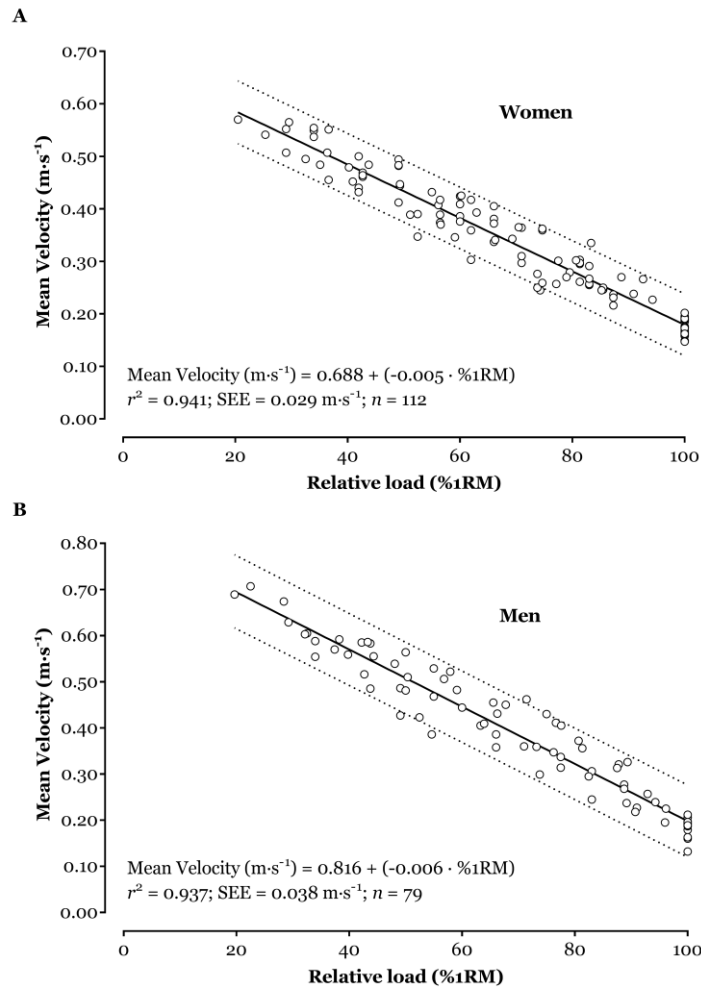 A
0.70
0.60
0.50
0.40
0.30
0.20
0.10
0.00
Mean Velocity (m·s⁻¹)
Women
Mean Velocity (m·s⁻¹) = 0.688 + (-0.005 · %1RM)
r² = 0.941; SEE = 0.029 m·s⁻¹; n = 112
0 20 40 60 80 100
Relative load (%1RM)
B
0.80
0.70
0.60
0.50
0.40
0.30
0.20
0.10
0.00
Mean Velocity (m·s⁻¹)
Men
Mean Velocity (m·s⁻¹) = 0.816 + (-0.006 · %1RM)
r² = 0.937; SEE = 0.038 m·s⁻¹; n = 79
0 20 40 60 80 100
Relative load (%1RM)